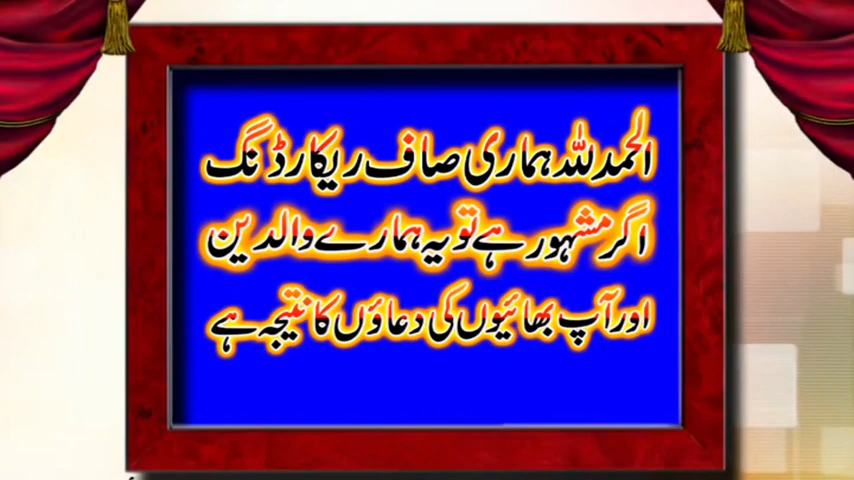 الحمدللہ ہماری صاف ریکارڈنگ
اگر مشہور ہے تو یہ ہمارے والدین
اور آپ بھائیوں کی دعاؤں کا نتیجہ ہے